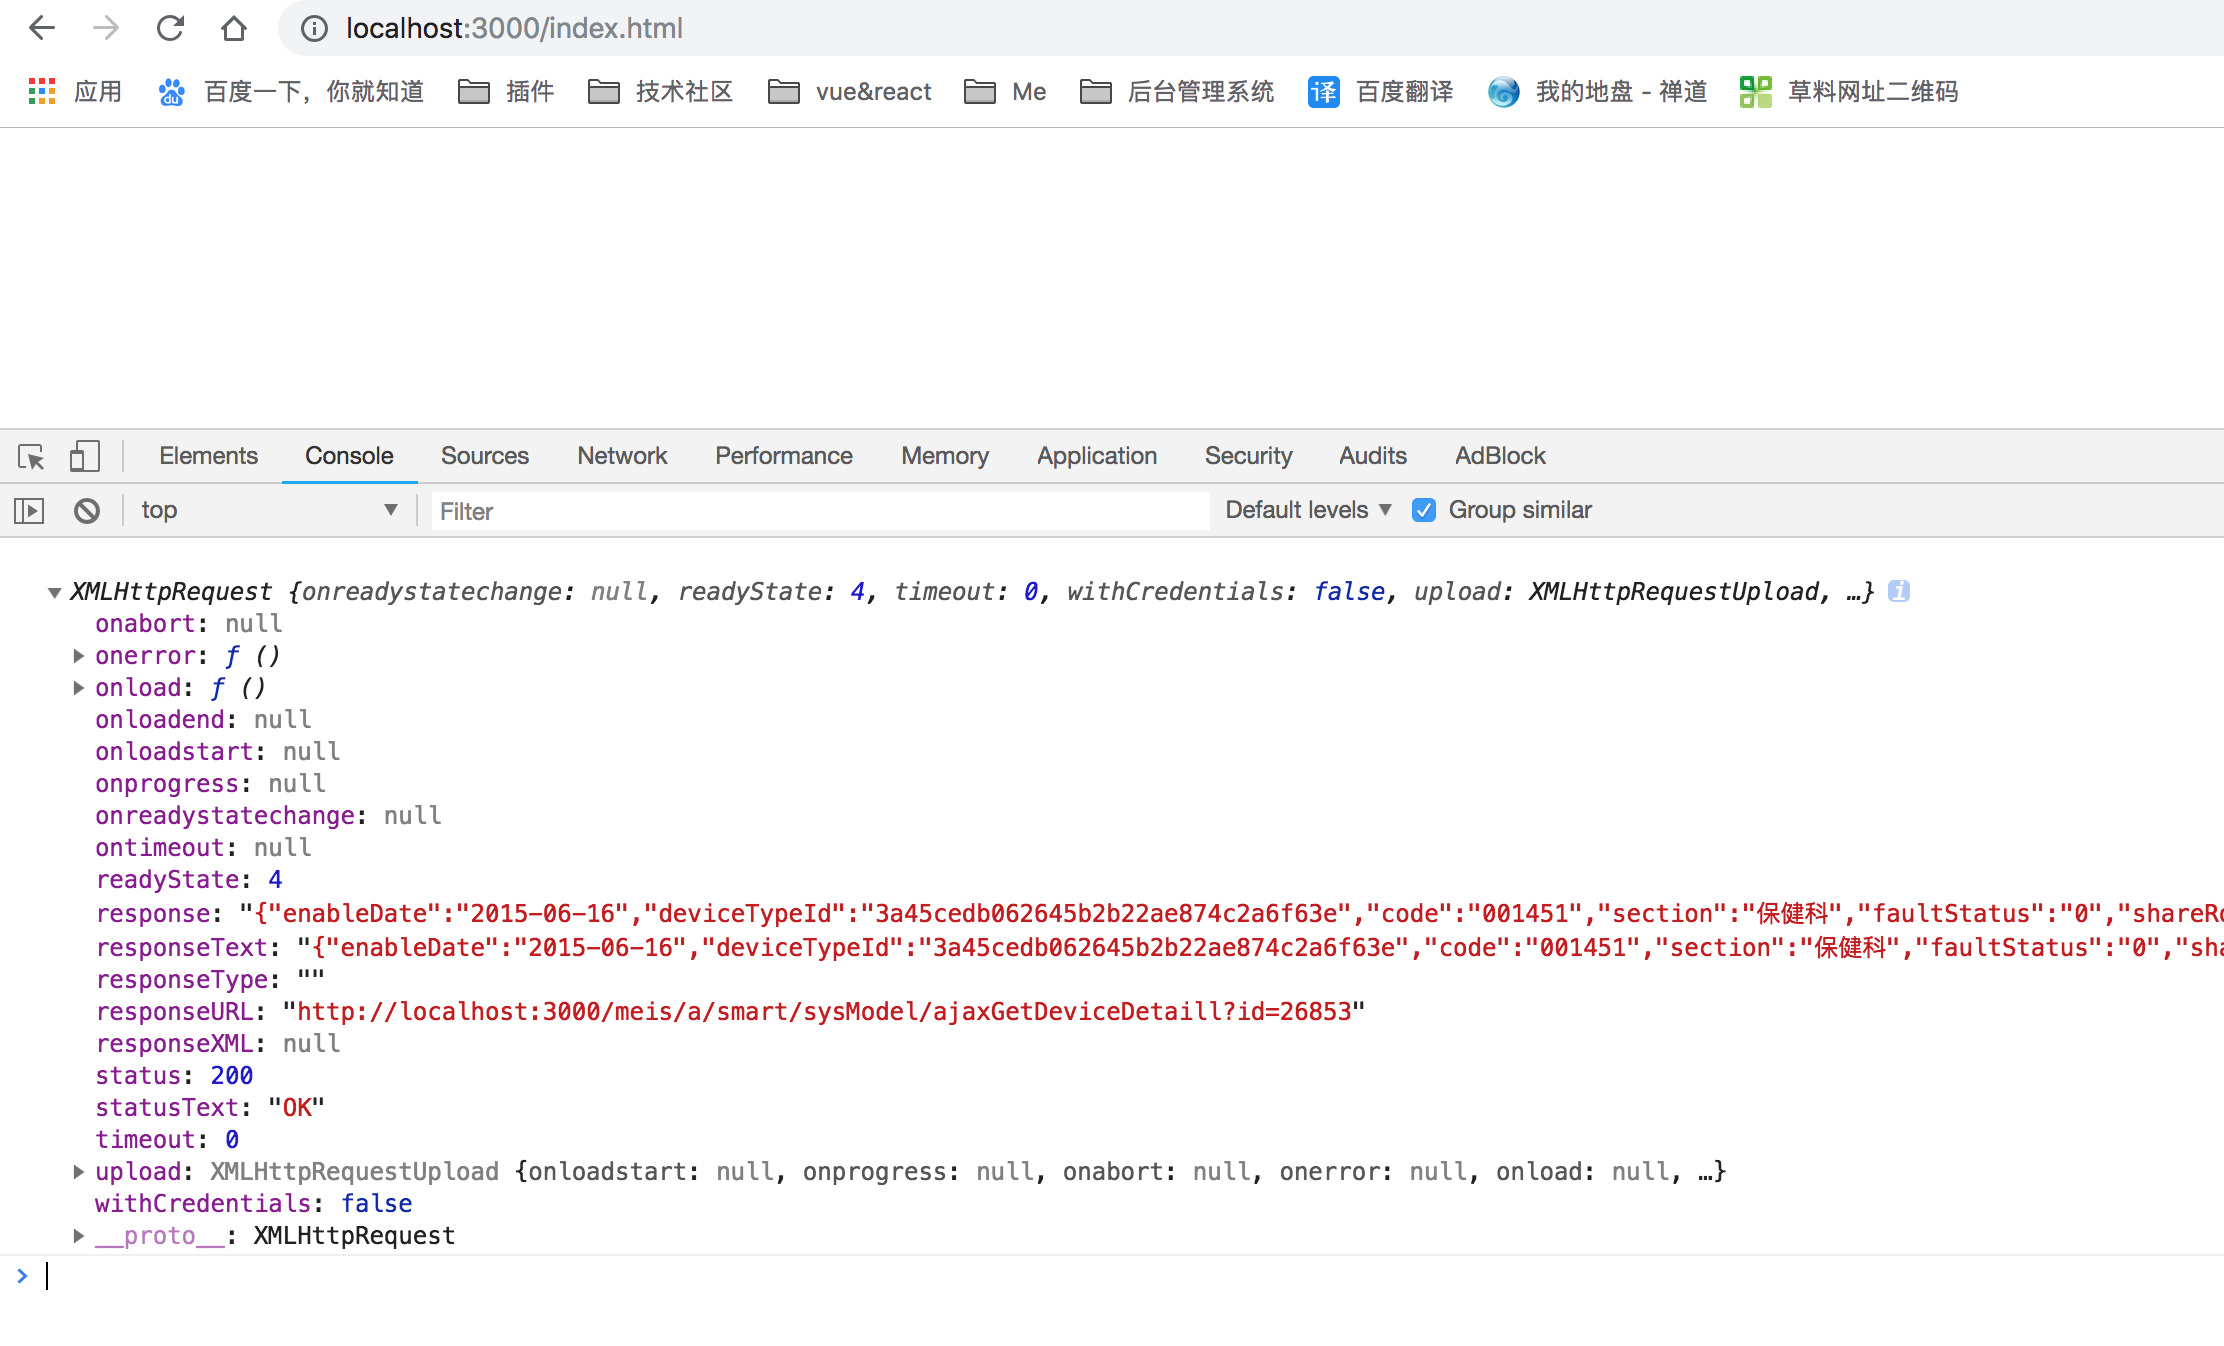 localhost:3000/index.html
应用 百度一下，你就知道 插件 技术社区 vue&react Me 后台管理系统 译 百度翻译 我的地盘 - 禅道 草料网址二维码
Elements Console Sources Network Performance Memory Application Security Audits AdBlock
top Filter Default levels Group similar
XMLHttpRequest {onreadystatechange: null, readyState: 4, timeout: 0, withCredentials: false, upload: XMLHttpRequestUpload, …}
onabort: null
onerror: ƒ ()
onload: ƒ ()
onloadend: null
onloadstart: null
onprogress: null
onreadystatechange: null
ontimeout: null
readyState: 4
response: "{"enableDate":"2015-06-16","deviceTypeId":"3a45cedb062645b2b22ae874c2a6f63e","code":"001451","section":"保健科","faultStatus":"0","shareRo
responseText: "{"enableDate":"2015-06-16","deviceTypeId":"3a45cedb062645b2b22ae874c2a6f63e","code":"001451","section":"保健科","faultStatus":"0","sha
responseType: ""
responseURL: "http://localhost:3000/meis/a/smart/sysModel/ajaxGetDeviceDetaill?id=26853"
responseXML: null
status: 200
statusText: "OK"
timeout: 0
upload: XMLHttpRequestUpload {onloadstart: null, onprogress: null, onabort: null, onerror: null, onload: null, …}
withCredentials: false
__proto__: XMLHttpRequest